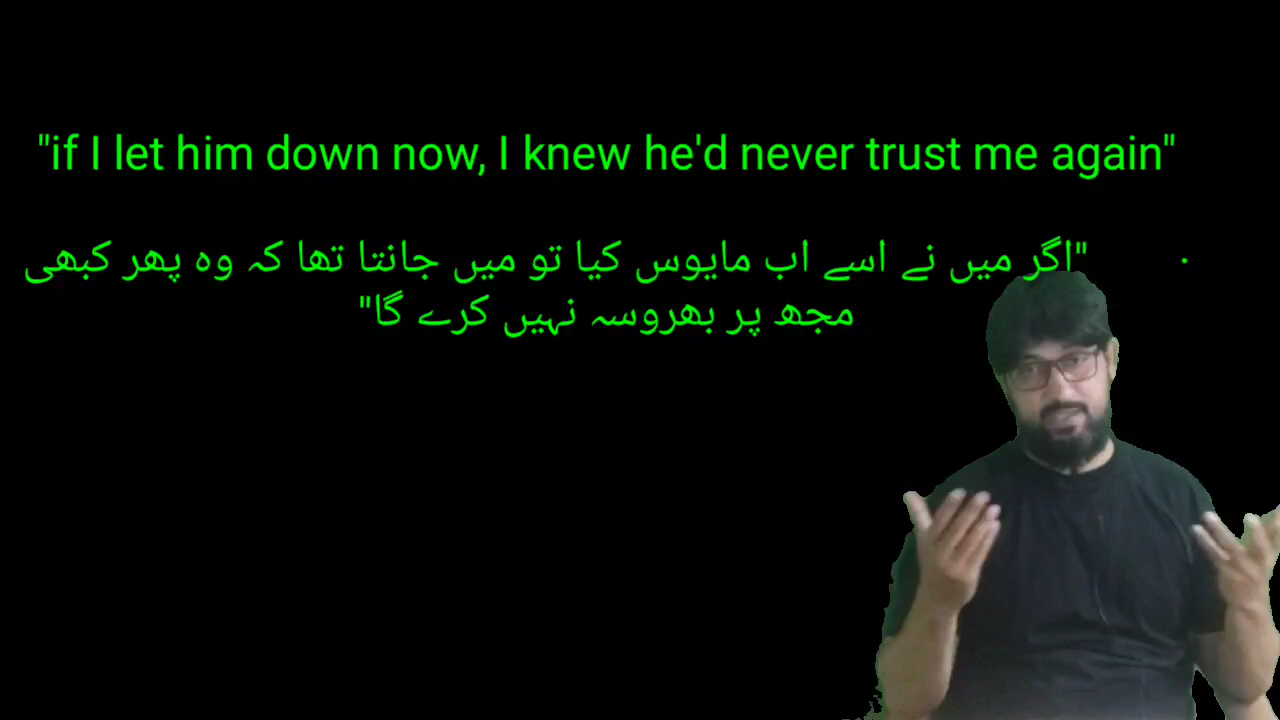 "if I let him down now, I knew he'd never trust me again"
"اگر میں نے اسے اب مایوس کیا تو میں جانتا تھا کہ وہ پھر کبھی
مجھ پر بھروسہ نہیں کرے گا"